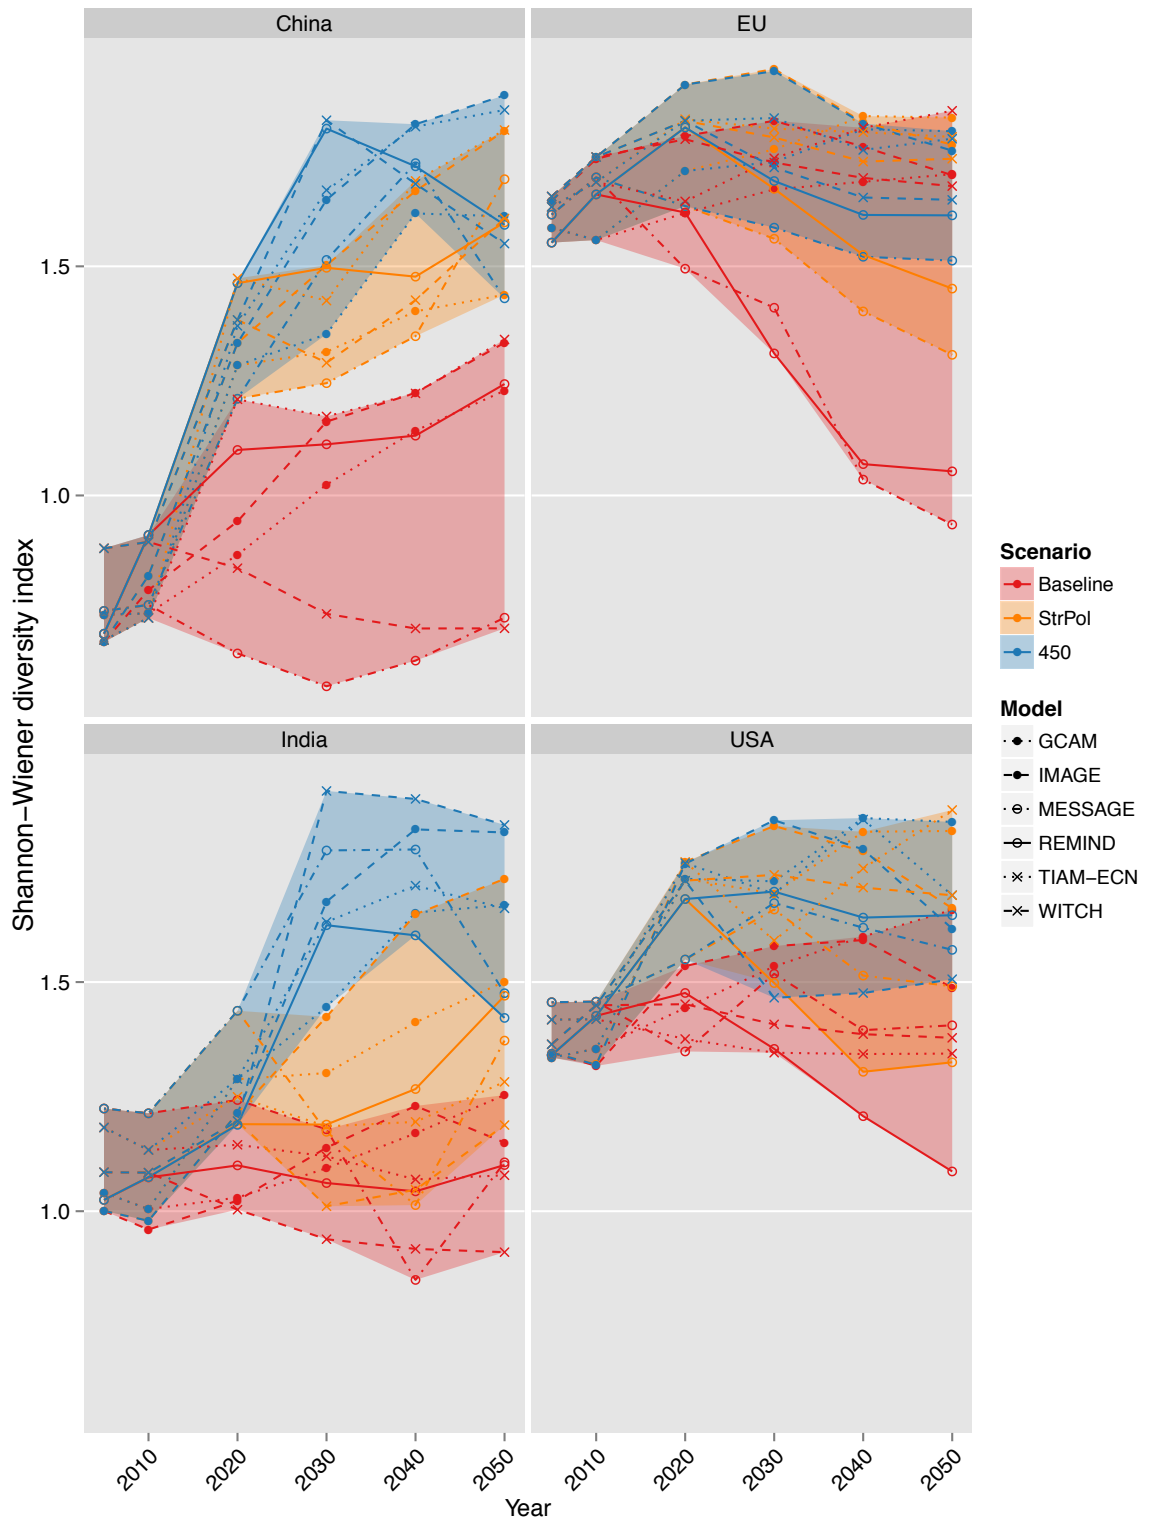 China
EU
1.5
1.0
Shannon−Wiener diversity index
India
USA
1.5
1.0
2010
2020
2030
2040
2050
2010
2020
2030
2040
2050
Year
Scenario
Baseline
StrPol
450
Model
GCAM
IMAGE
MESSAGE
REMIND
TIAM−ECN
WITCH